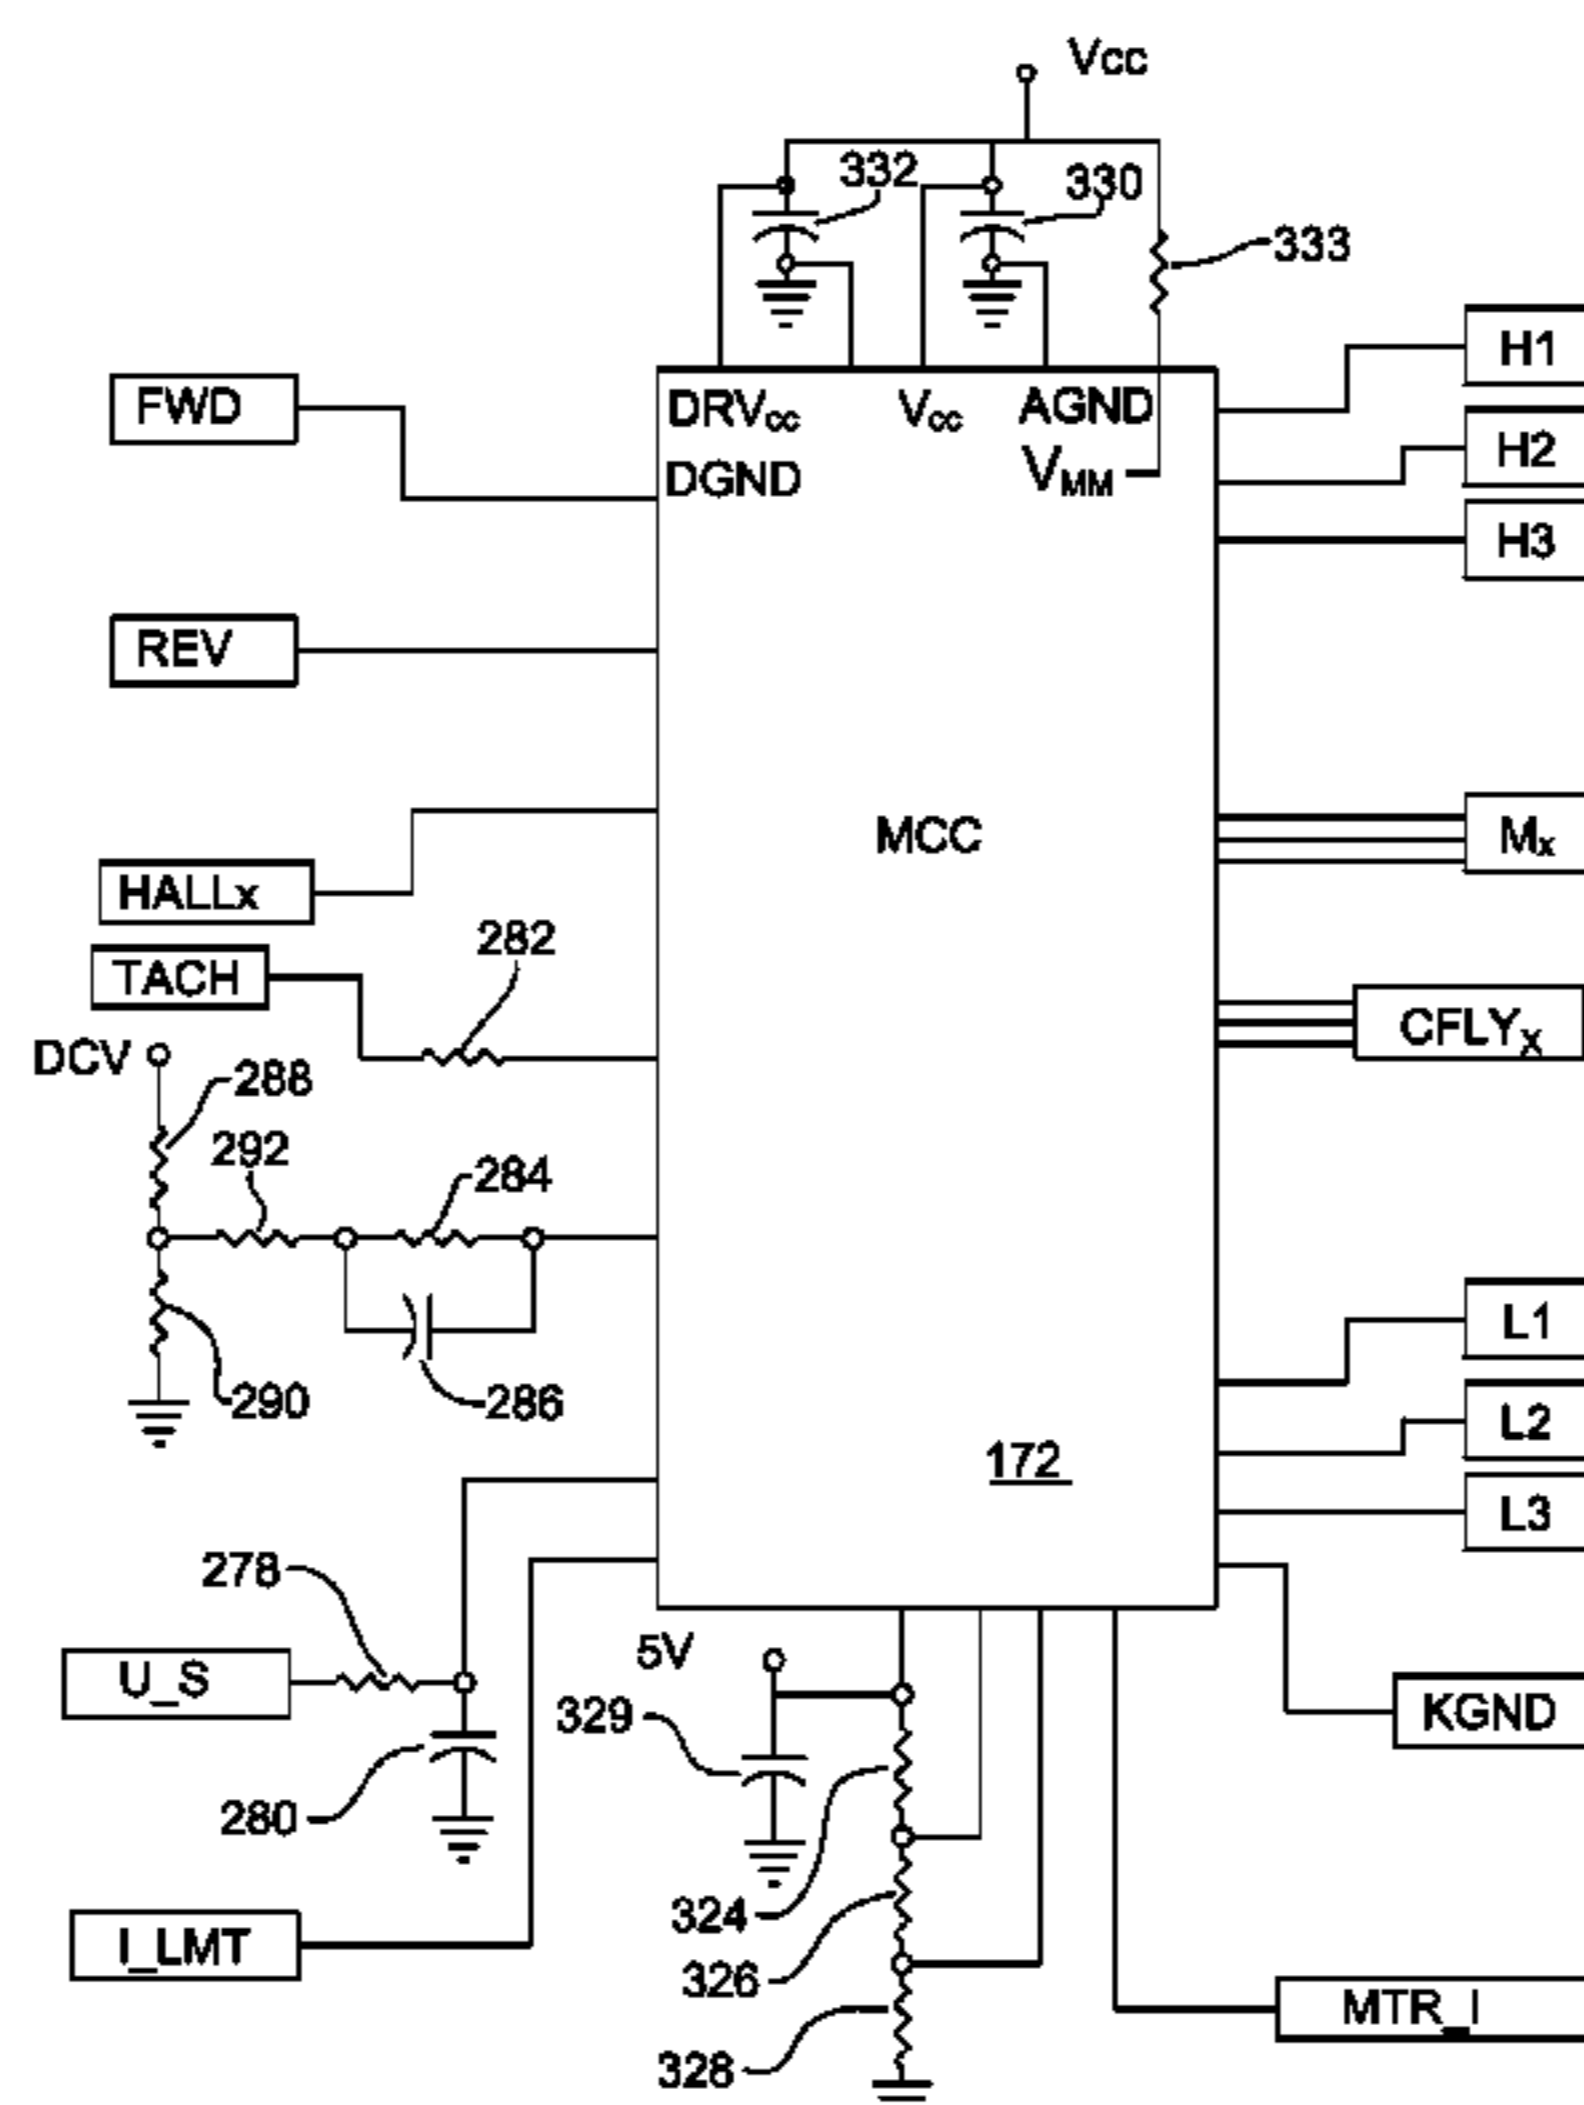 Vcc
332
330
333
H1
FWD
DRVcc
Vcc
AGND
H2
DGND
VMM
H3
REV
MCC
Mx
HALLx
282
TACH
CFLYX
DCV
288
292
284
290
286
L1
L2
172
L3
278
5V
U_S
329
KGND
280
324
I_LMT
326
MTR_I
328